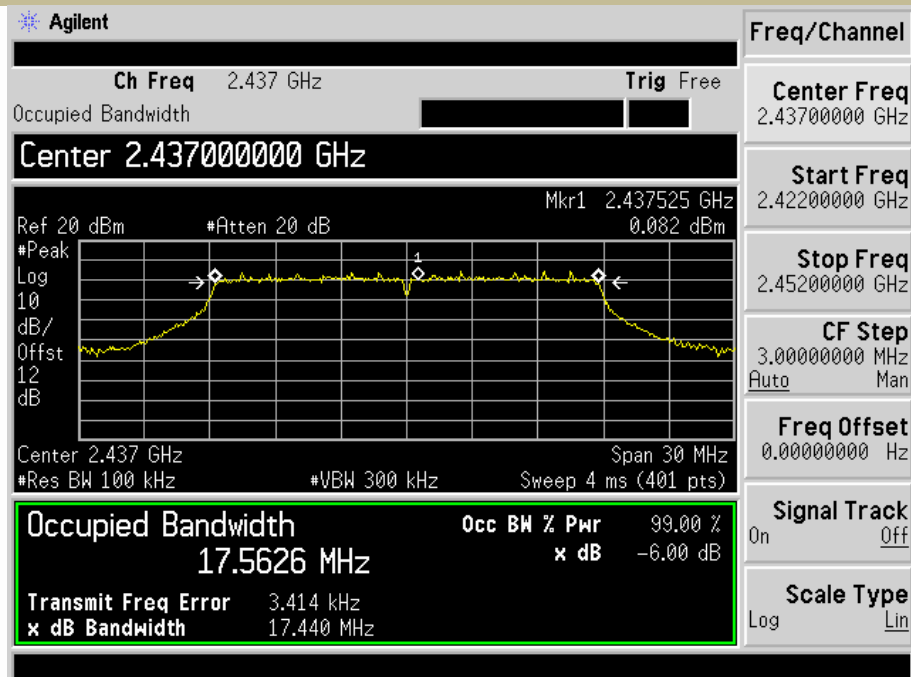 Agilent
Ch Freq 2.437 GHz Trig Free
Occupied Bandwidth
Center 2.437000000 GHz
Mkr1 2.437525 GHz
Ref 20 dBm #Atten 20 dB 0.082 dBm
#Peak
Log
10
dB/
Offst
12
dB
1
Center 2.437 GHz Span 30 MHz
#Res BW 100 kHz #VBW 300 kHz Sweep 4 ms (401 pts)
Occupied Bandwidth Occ BW % Pwr 99.00 %
17.5626 MHz x dB -6.00 dB
Transmit Freq Error 3.414 kHz
x dB Bandwidth 17.440 MHz
Freq/Channel
Center Freq
2.43700000 GHz
Start Freq
2.42200000 GHz
Stop Freq
2.45200000 GHz
CF Step
3.00000000 MHz
Auto Man
Freq Offset
0.00000000 Hz
Signal Track
On Off
Scale Type
Log Lin